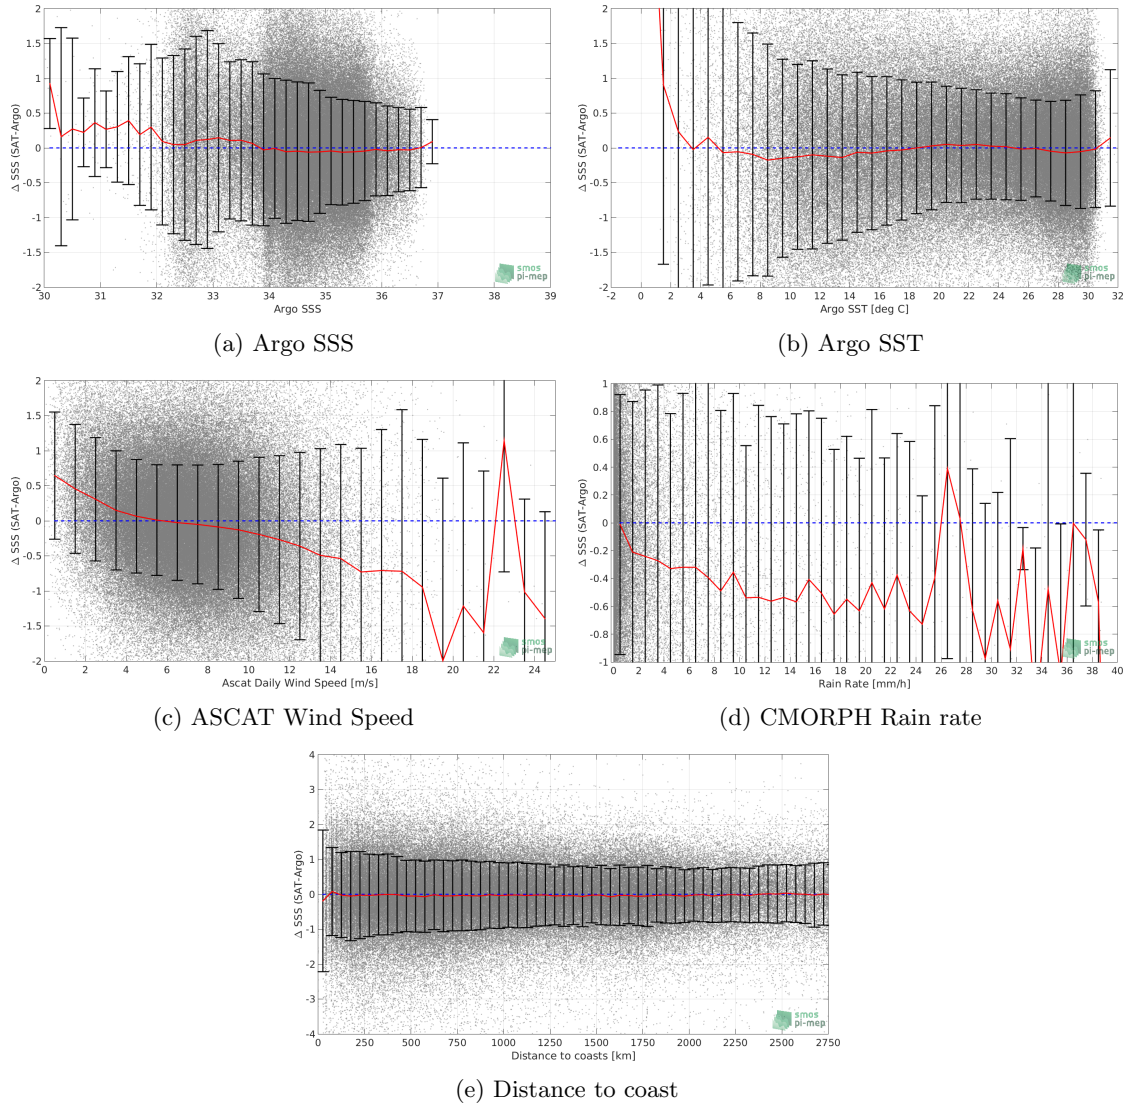 2
1.5
1
0.5
0
-0.5
-1
-1.5
-2
Δ SSS (SAT-Argo)
30 31 32 33 34 35 36 37 38 39
Argo SSS
smos
pi-mep
(a) Argo SSS
2
1.5
1
0.5
0
-0.5
-1
-1.5
-2
Δ SSS (SAT-Argo)
-2 0 2 4 6 8 10 12 14 16 18 20 22 24 26 28 30 32
Argo SST [deg C]
smos
pi-mep
(b) Argo SST
2
1.5
1
0.5
0
-0.5
-1
-1.5
-2
Δ SSS (SAT-Argo)
0 2 4 6 8 10 12 14 16 18 20 22 24
Ascat Daily Wind Speed [m/s]
smos
pi-mep
(c) ASCAT Wind Speed
1
0.8
0.6
0.4
0.2
0
-0.2
-0.4
-0.6
-0.8
-1
Δ SSS (SAT-Argo)
0 2 4 6 8 10 12 14 16 18 20 22 24 26 28 30 32 34 36 38 40
Rain Rate [mm/h]
smos
pi-mep
(d) CMORPH Rain rate
4
3
2
1
0
-1
-2
-3
-4
Δ SSS (SAT-Argo)
0 250 500 750 1000 1250 1500 1750 2000 2250 2500 2750
Distance to coasts [km]
smos
pi-mep
(e) Distance to coast